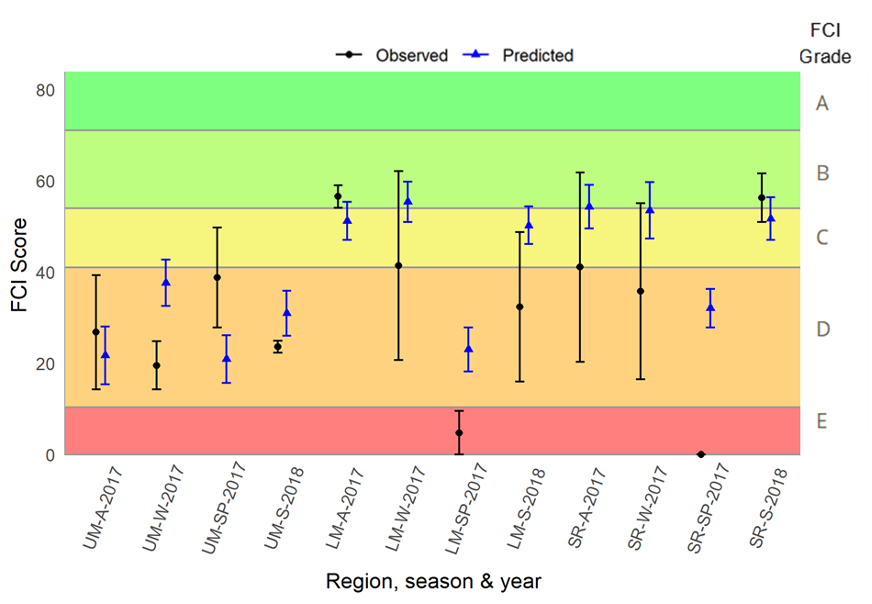 FCI
Grade
Observed Predicted
80
60
40
20
0
FCI Score
A
B
C
D
E
UM-A-2017
UM-W-2017
UM-SP-2017
UM-S-2018
LM-A-2017
LM-W-2017
LM-SP-2017
LM-S-2018
SR-A-2017
SR-W-2017
SR-SP-2017
SR-S-2018
Region, season & year